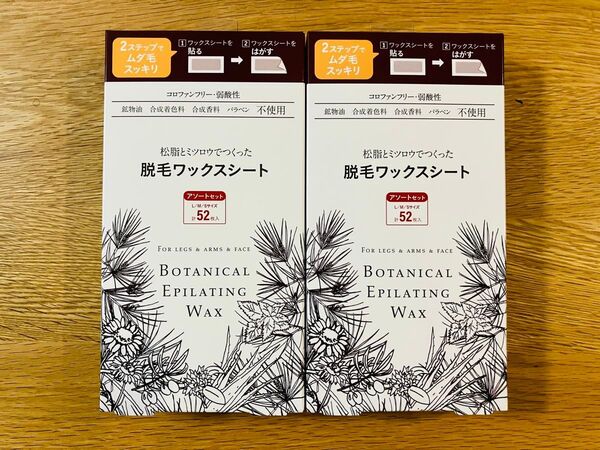 2ステップで
ムダ毛
スッキリ
1 ワックスシートを
貼る
2 ワックスシートを
はがす
コロファンフリー・弱酸性
鉱物油 合成着色料 合成香料 パラベン 不使用
松脂とミツロウでつくった
脱毛ワックスシート
アソートセット
L/M/Sサイズ
計52枚入
FOR LEGS & ARMS & FACE
BOTANICAL
EPILATING
WAX
2ステップで
ムダ毛
スッキリ
1 ワックスシートを
貼る
2 ワックスシートを
はがす
コロファンフリー・弱酸性
鉱物油 合成着色料 合成香料 パラベン 不使用
松脂とミツロウでつくった
脱毛ワックスシート
アソートセット
L/M/Sサイズ
計52枚入
FOR LEGS & ARMS & FACE
BOTANICAL
EPILATING
WAX